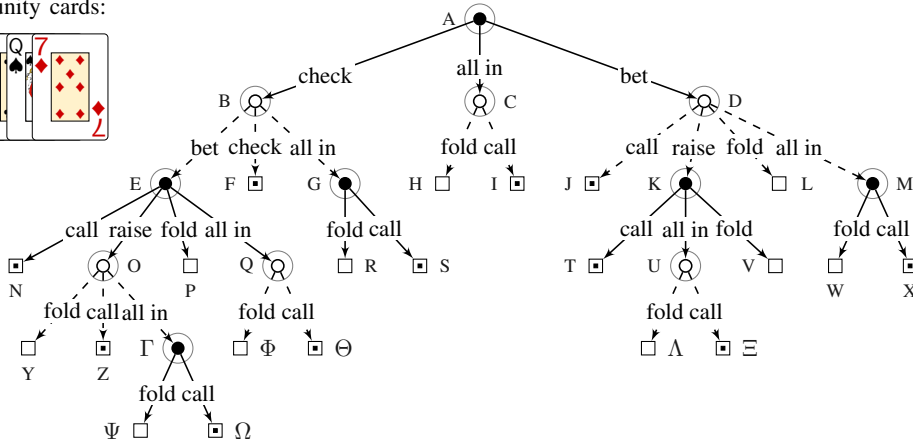 unity cards:
A
Q 7
check all in bet
B C D
7
bet check all in fold call call raise fold all in
E F G H I J K L M
call raise fold all in fold call call all in fold fold call
O Q R S T U V
N P W X
fold call all in fold call fold call
Γ Φ Θ Λ Ξ
Y Z
fold call
Ψ Ω